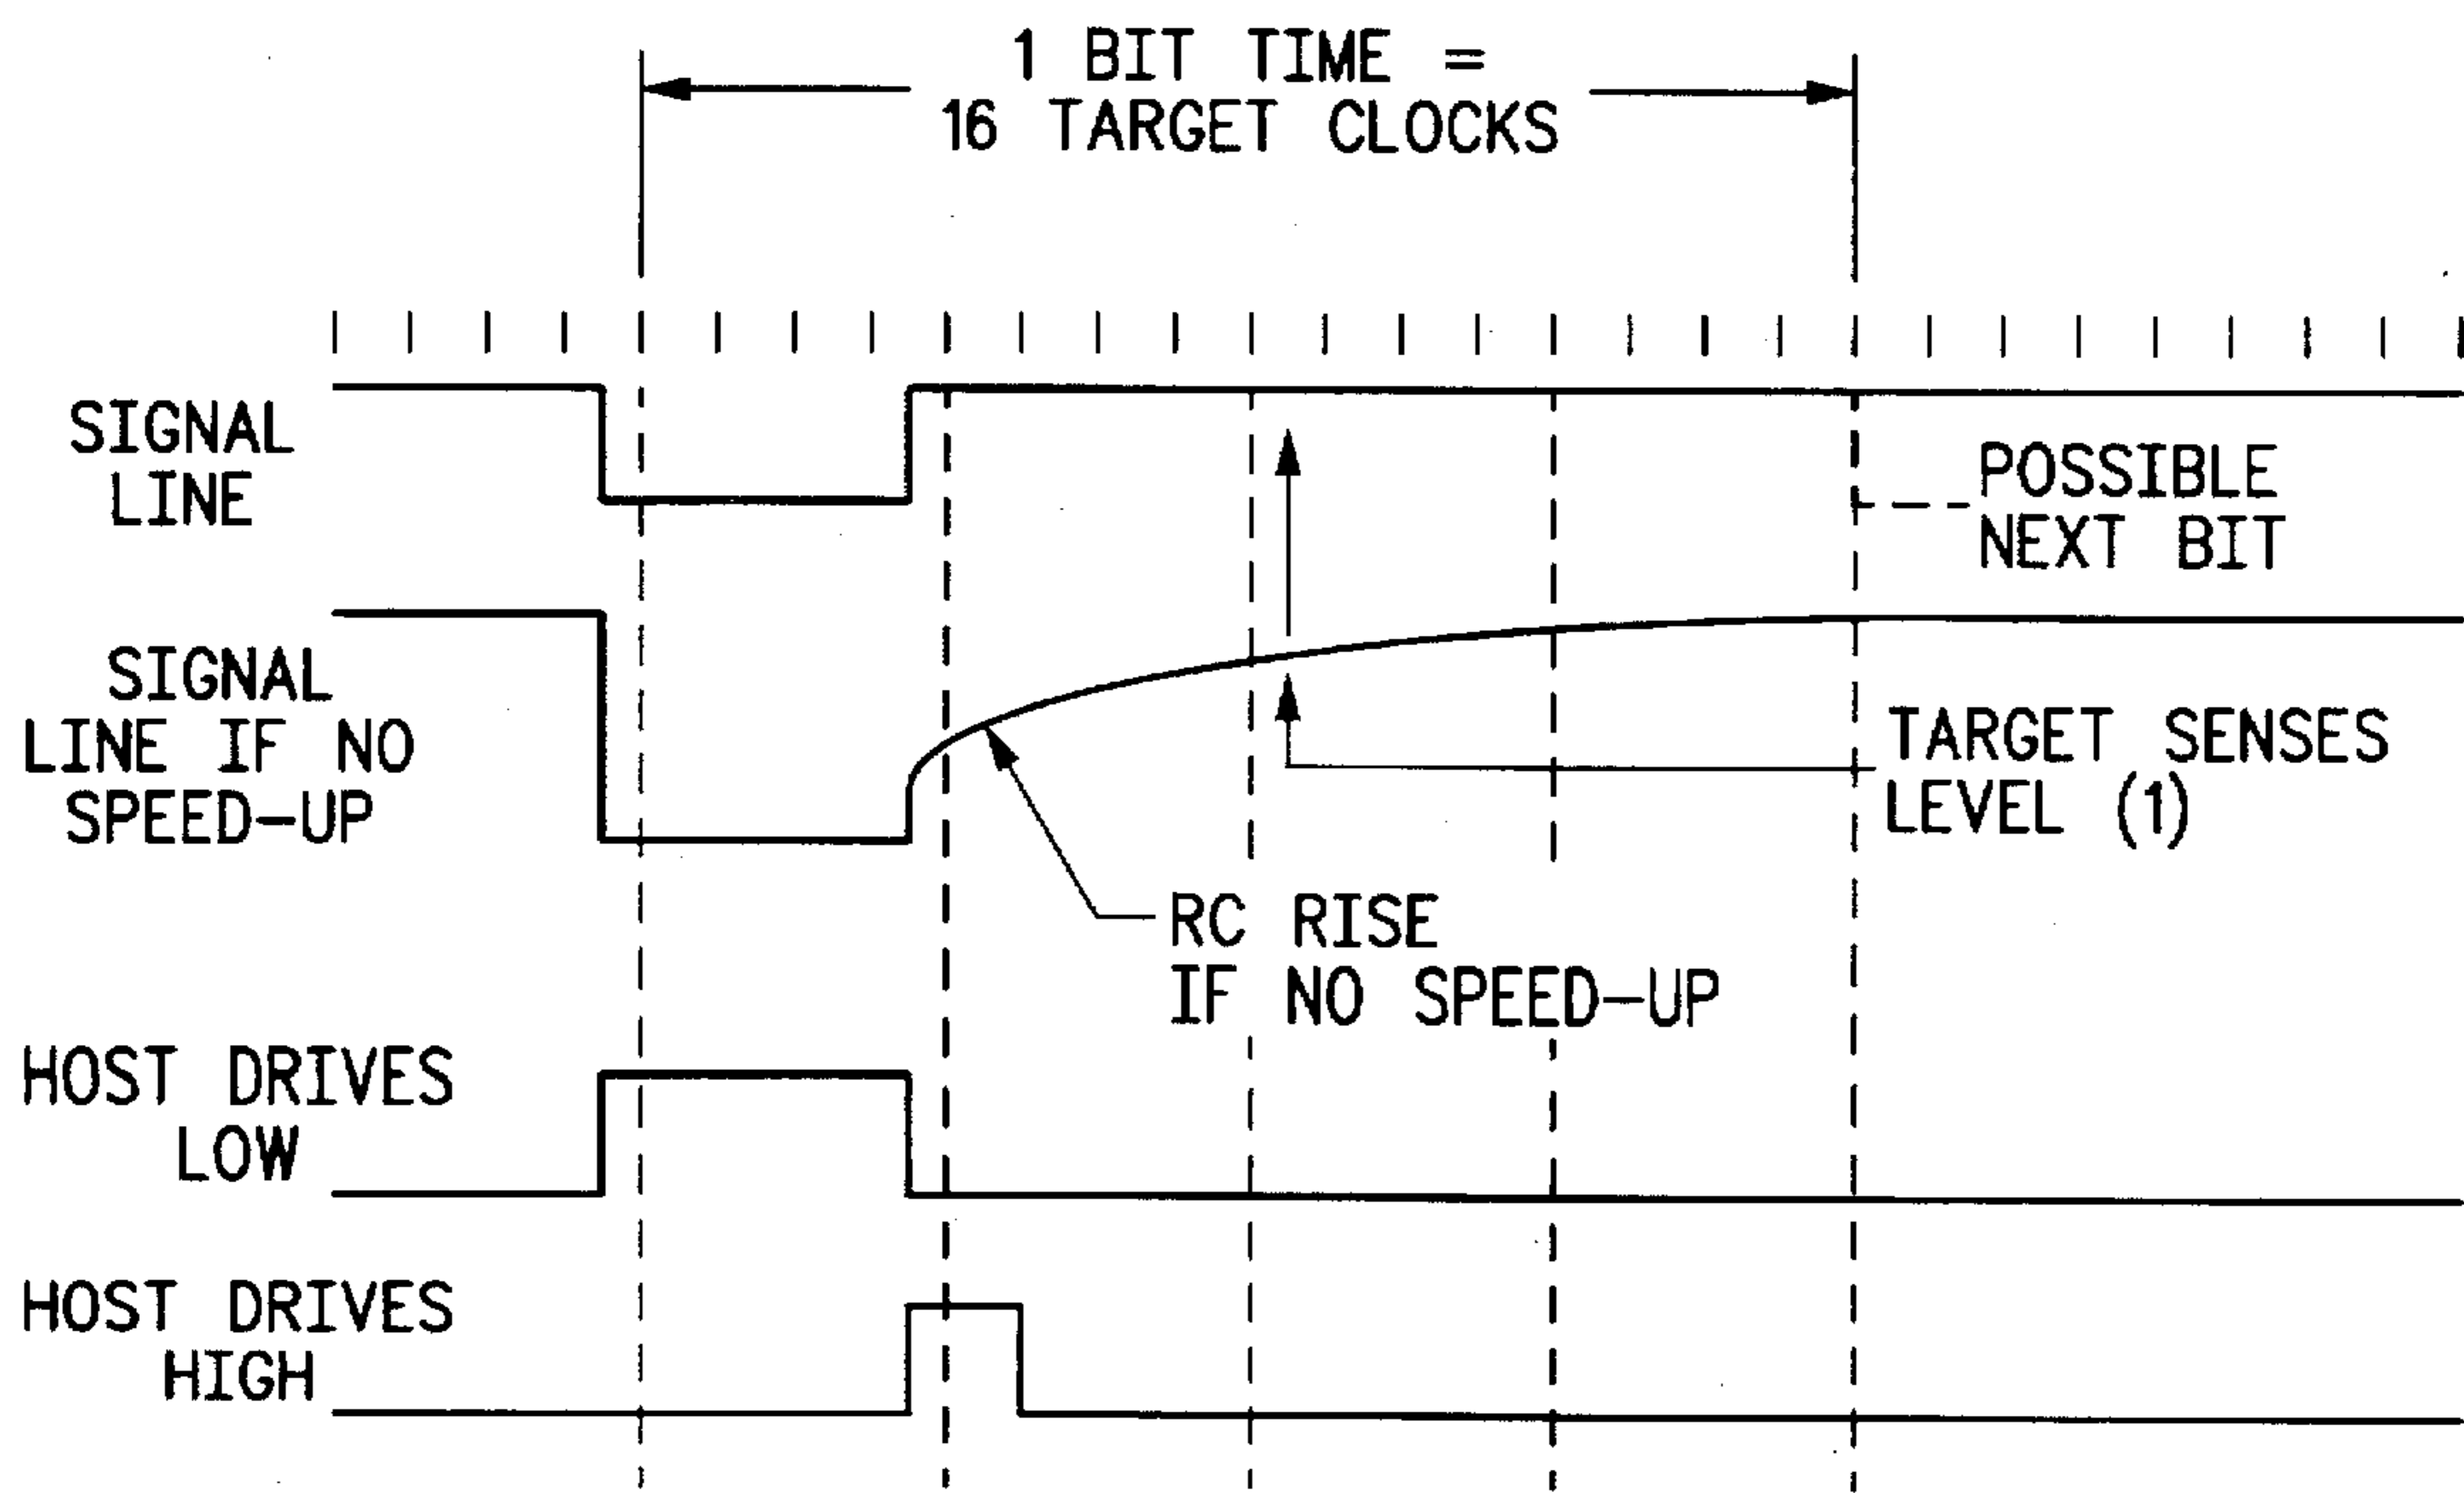 1 BIT TIME =
16 TARGET CLOCKS
SIGNAL
LINE
POSSIBLE
NEXT BIT
SIGNAL
LINE IF NO
SPEED-UP
TARGET SENSES
LEVEL (1)
RC RISE
IF NO SPEED-UP
HOST DRIVES
LOW
HOST DRIVES
HIGH